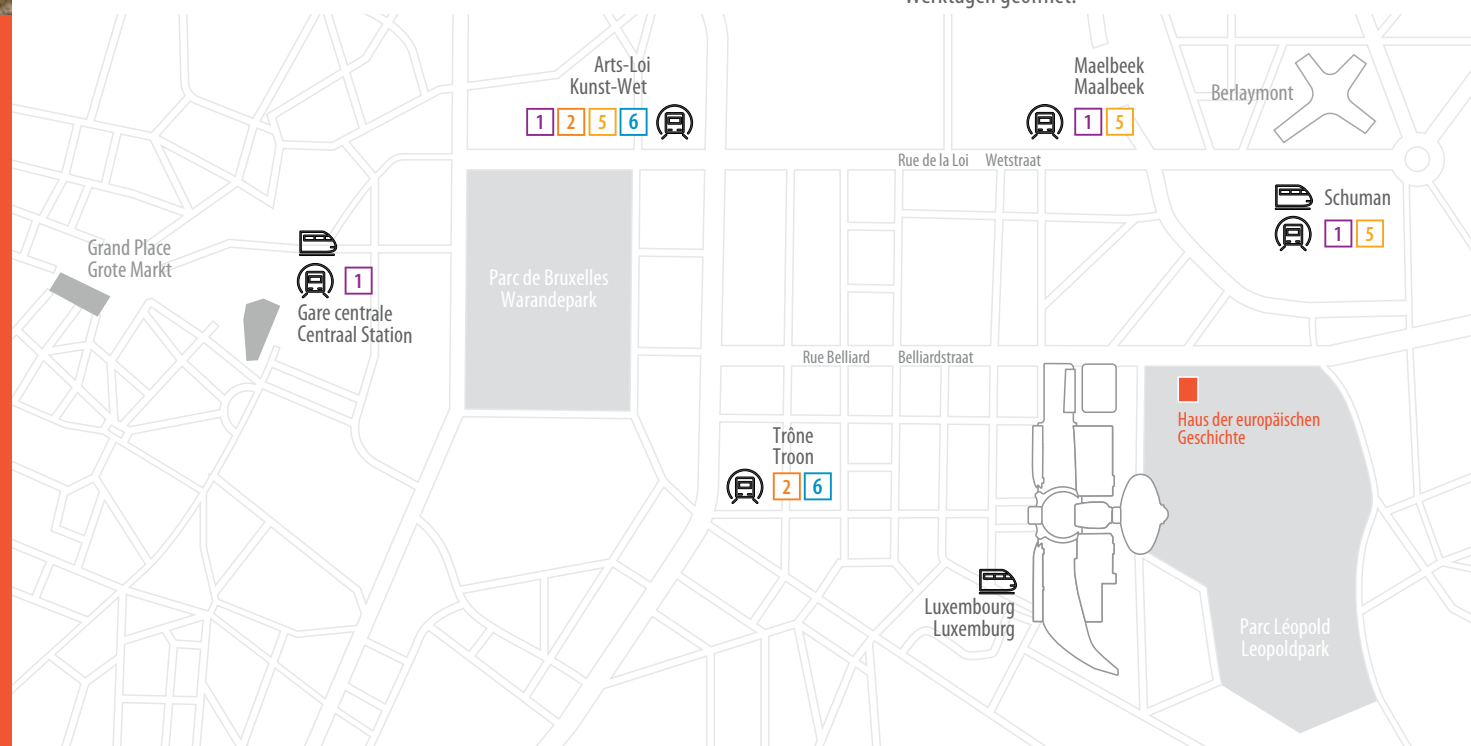 Werktagen geöffnet.
Arts-Loi
Kunst-Wet
1 2 5 6
Maelbeek
Maalbeek
1 5
Berlaymont
Rue de la Loi Wetstraat
Schuman
1 5
Grand Place
Grote Markt
1
Gare centrale
Centraal Station
Parc de Bruxelles
Warandepark
Rue Belliard Belliardstraat
Haus der europäischen
Geschichte
Trône
Troon
2 6
Luxembourg
Luxemburg
Parc Léopold
Leopoldpark